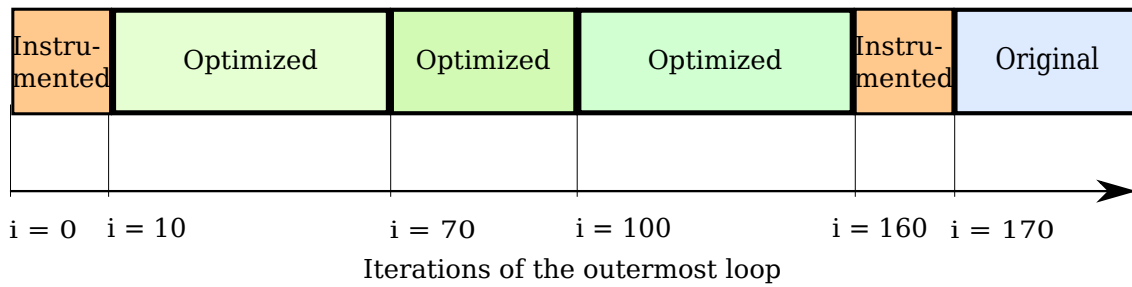 Instru-
mented
Optimized
Optimized
Optimized
Instru-
mented
Original
i = 0
i = 10
i = 70
i = 100
i = 160
i = 170
Iterations of the outermost loop